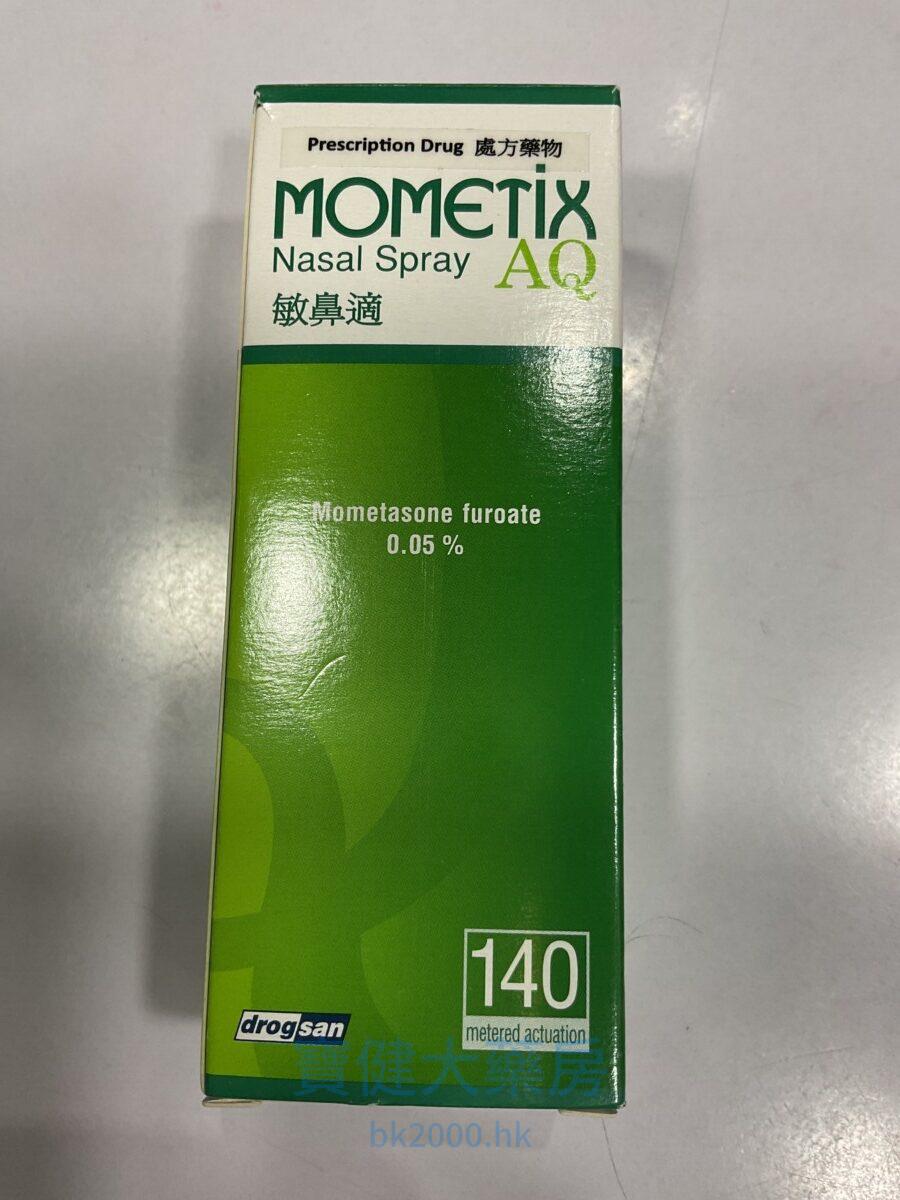 Prescription Drug 處方藥物
MOMETiX
Nasal Spray AQ
敏鼻適
Mometasone furoate
0.05 %
140
metered actuation
drogsan
寶健大藥房
bk2000.hk